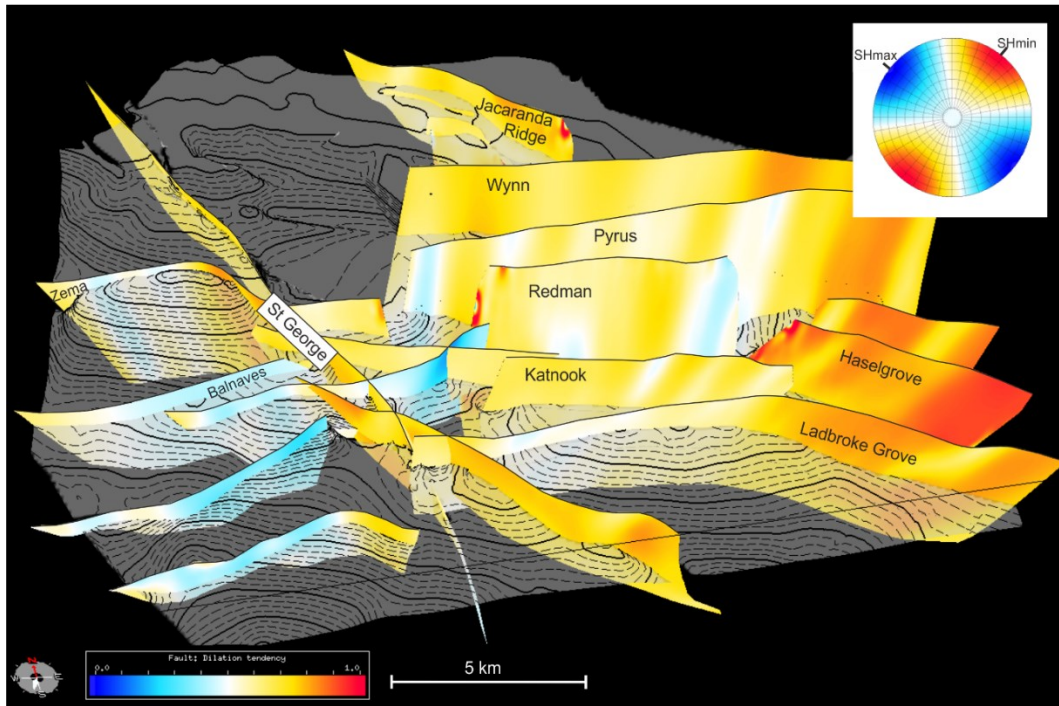 SHmax
SHmin
Jacaranda
Ridge
Wynn
Pyrus
Redman
Zema
St George
Balnaves
Katnook
Haselgrove
Ladbroke Grove
N
W E
S
Fault: Dilation tendency
0.0 1.0
5 km